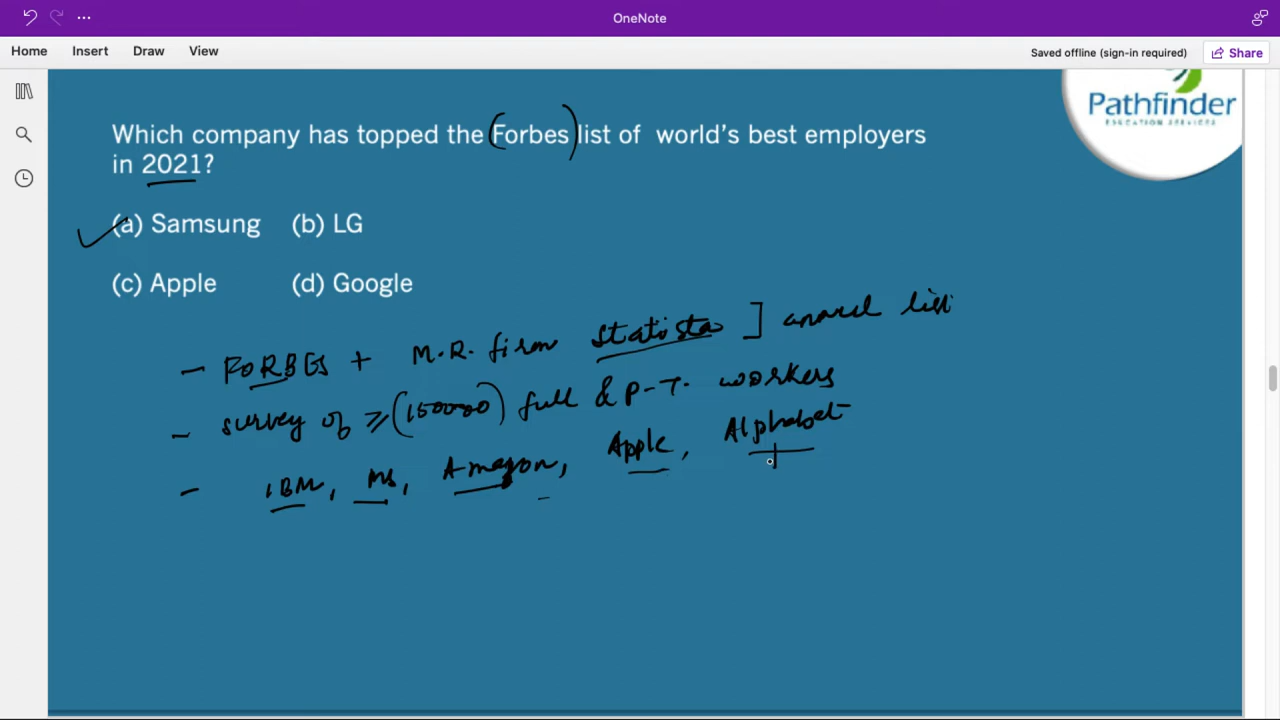 OneNote
Home Insert Draw View
Saved offline (sign-in required) Share
Pathfinder
EDUCATION SERVICES
Which company has topped the (Forbes) list of world's best employers
in 2021?
(a) Samsung (b) LG
(c) Apple (d) Google
- FORBES + M.R. firm Statista ] annual list
- survey of ≥ (150000) full & P-T. workers
- IBM, MS, Amazon, Apple, Alphabet